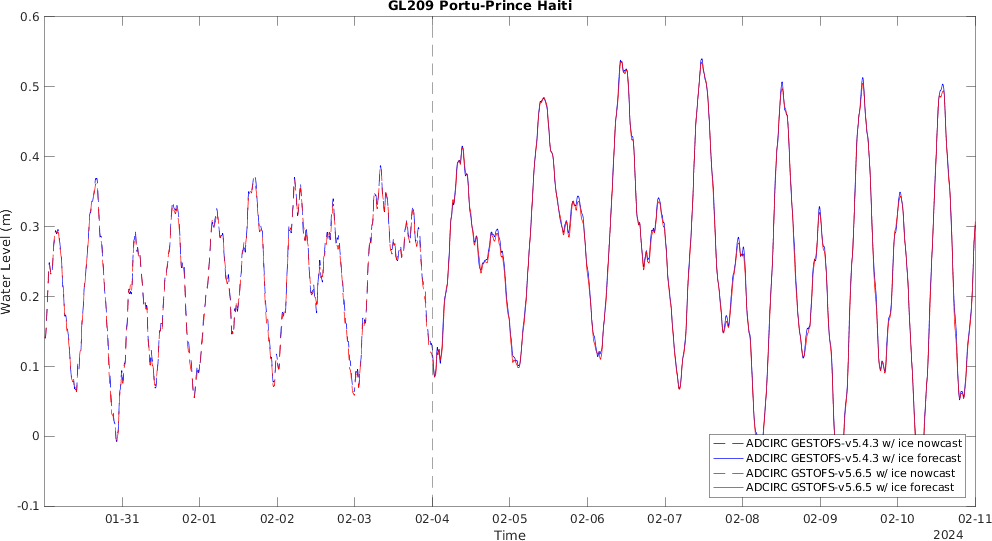 GL209 Portu-Prince Haiti
0.6
0.5
0.4
0.3
0.2
0.1
0
-0.1
Water Level (m)
ADCIRC GESTOFS-v5.4.3 w/ ice nowcast
ADCIRC GESTOFS-v5.4.3 w/ ice forecast
ADCIRC GSTOFS-v5.6.5 w/ ice nowcast
ADCIRC GSTOFS-v5.6.5 w/ ice forecast
01-31 02-01 02-02 02-03 02-04 02-05 02-06 02-07 02-08 02-09 02-10 02-11
Time
2024